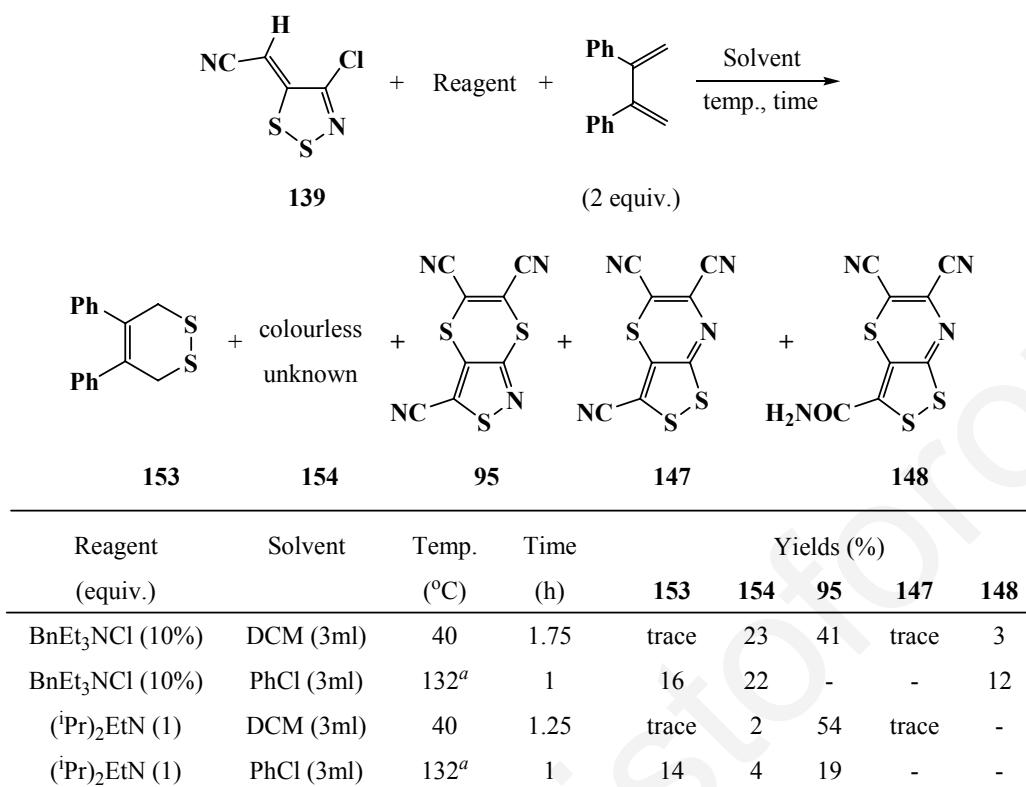 H
NC
Cl
S
N
S
+ Reagent +
Ph
Ph
Solvent
temp., time
139
(2 equiv.)
Ph
Ph
S
S
+ colourless
unknown
+
NC CN
S S
NC
S
N
+
NC CN
S N
NC
S
S
+
NC CN
S N
H2NOC
S
S
153 154 95 147 148
Reagent Solvent Temp. Time Yields (%)
(equiv.) (°C) (h) 153 154 95 147 148
BnEt3NCl (10%) DCM (3ml) 40 1.75 trace 23 41 trace 3
BnEt3NCl (10%) PhCl (3ml) 132a 1 16 22 - - 12
(iPr)2EtN (1) DCM (3ml) 40 1.25 trace 2 54 trace -
(iPr)2EtN (1) PhCl (3ml) 132a 1 14 4 19 - -